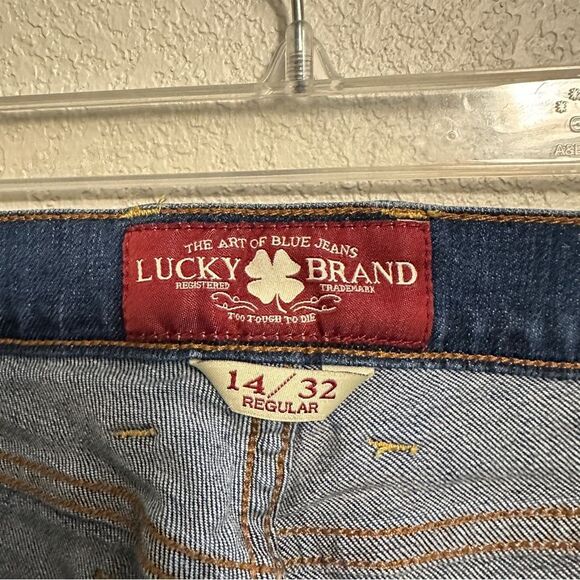 THE ART OF BLUE JEANS
LUCKY BRAND
REGISTERED TRADEMARK
TOO TOUGH TO DIE
14/32
REGULAR